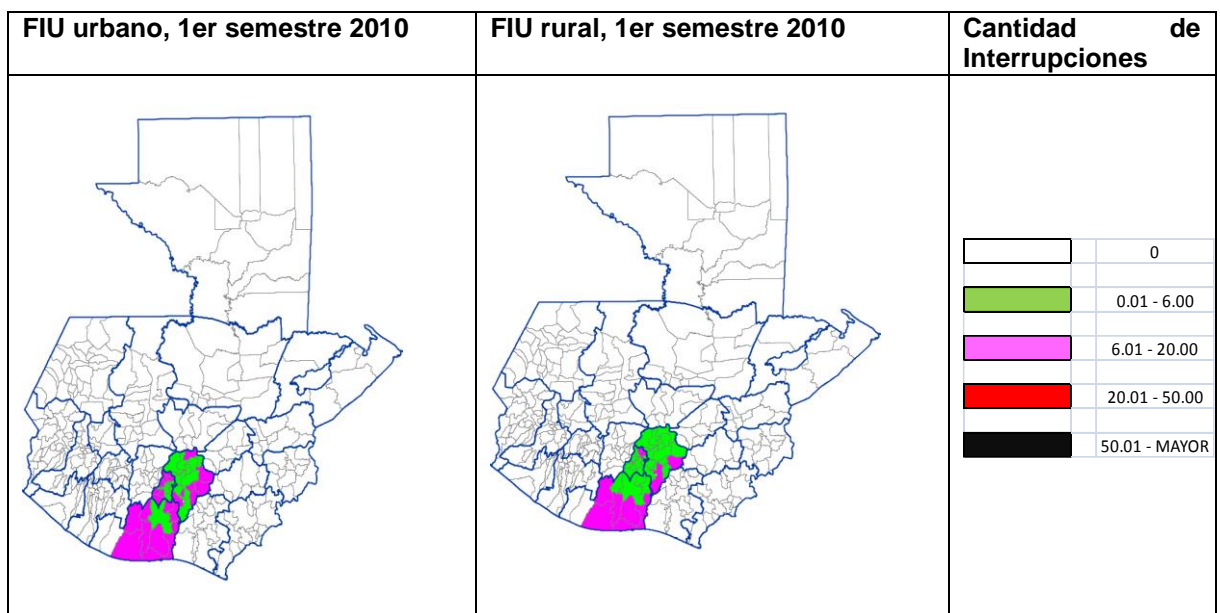 FIU urbano, 1er semestre 2010
FIU rural, 1er semestre 2010
Cantidad de
Interrupciones
0
0.01 - 6.00
6.01 - 20.00
20.01 - 50.00
50.01 - MAYOR